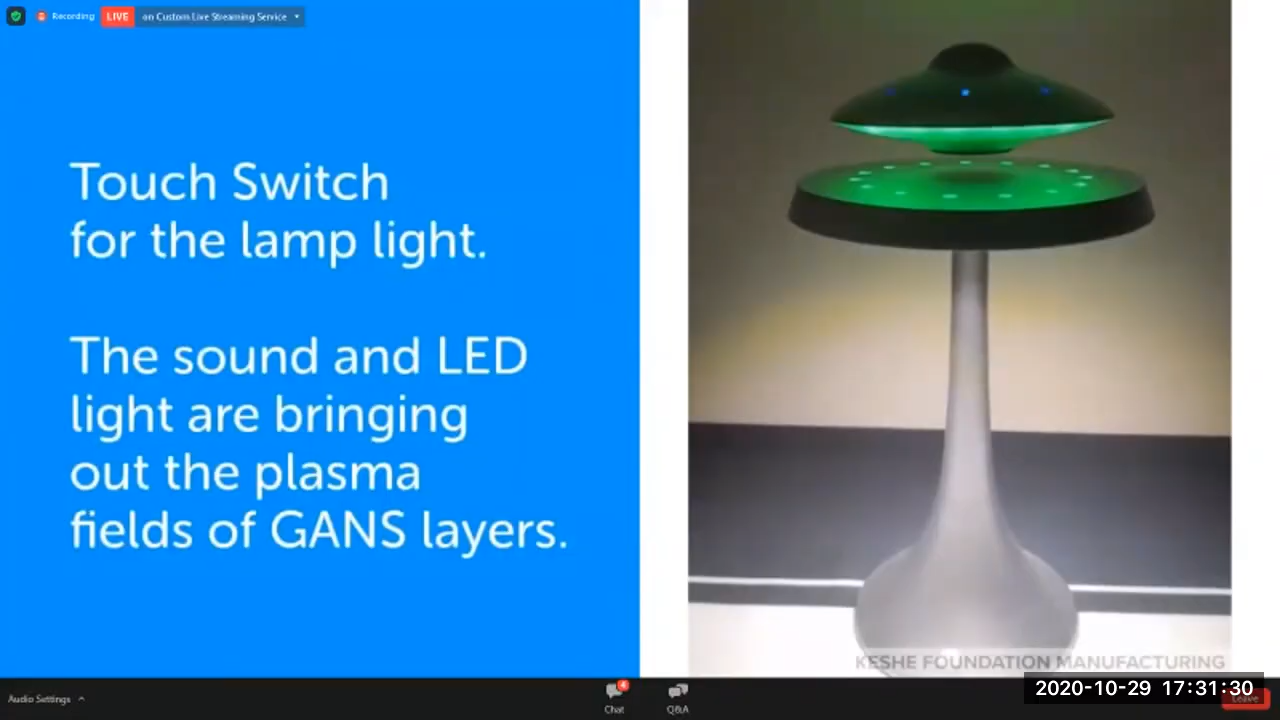 Recording
LIVE
on Custom Live Streaming Service
Touch Switch
for the lamp light.
The sound and LED
light are bringing
out the plasma
fields of GANS layers.
KESHE FOUNDATION MANUFACTURING
Audio Settings
4
Chat
Q&A
2020-10-29 17:31:30
Leave